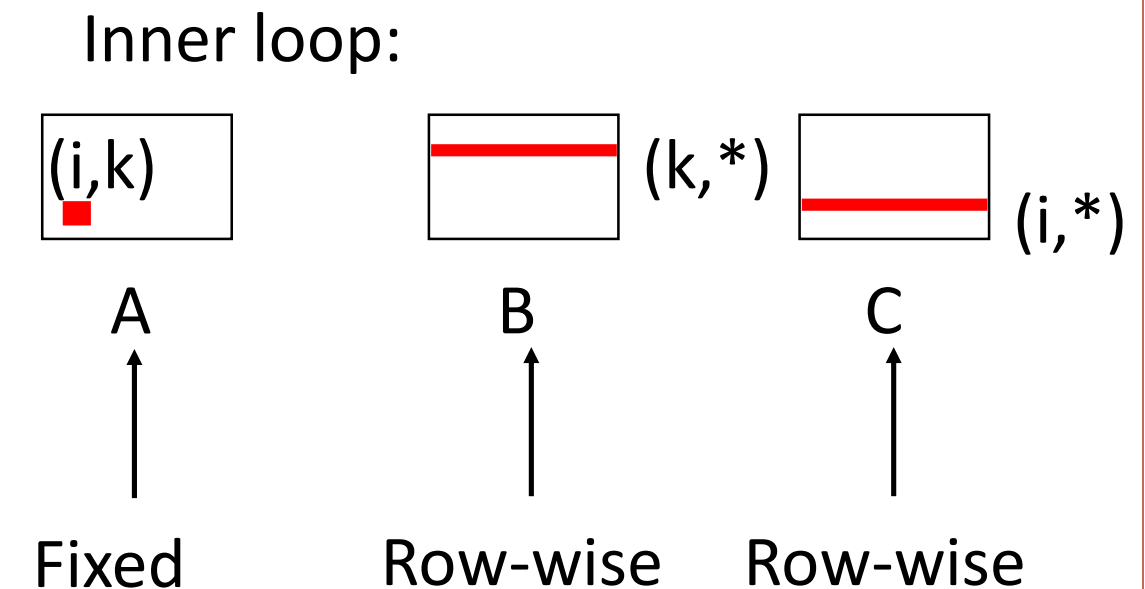 Inner loop:
(i,k)
(k,*)
(i,*)
A
B
C
Fixed
Row-wise
Row-wise